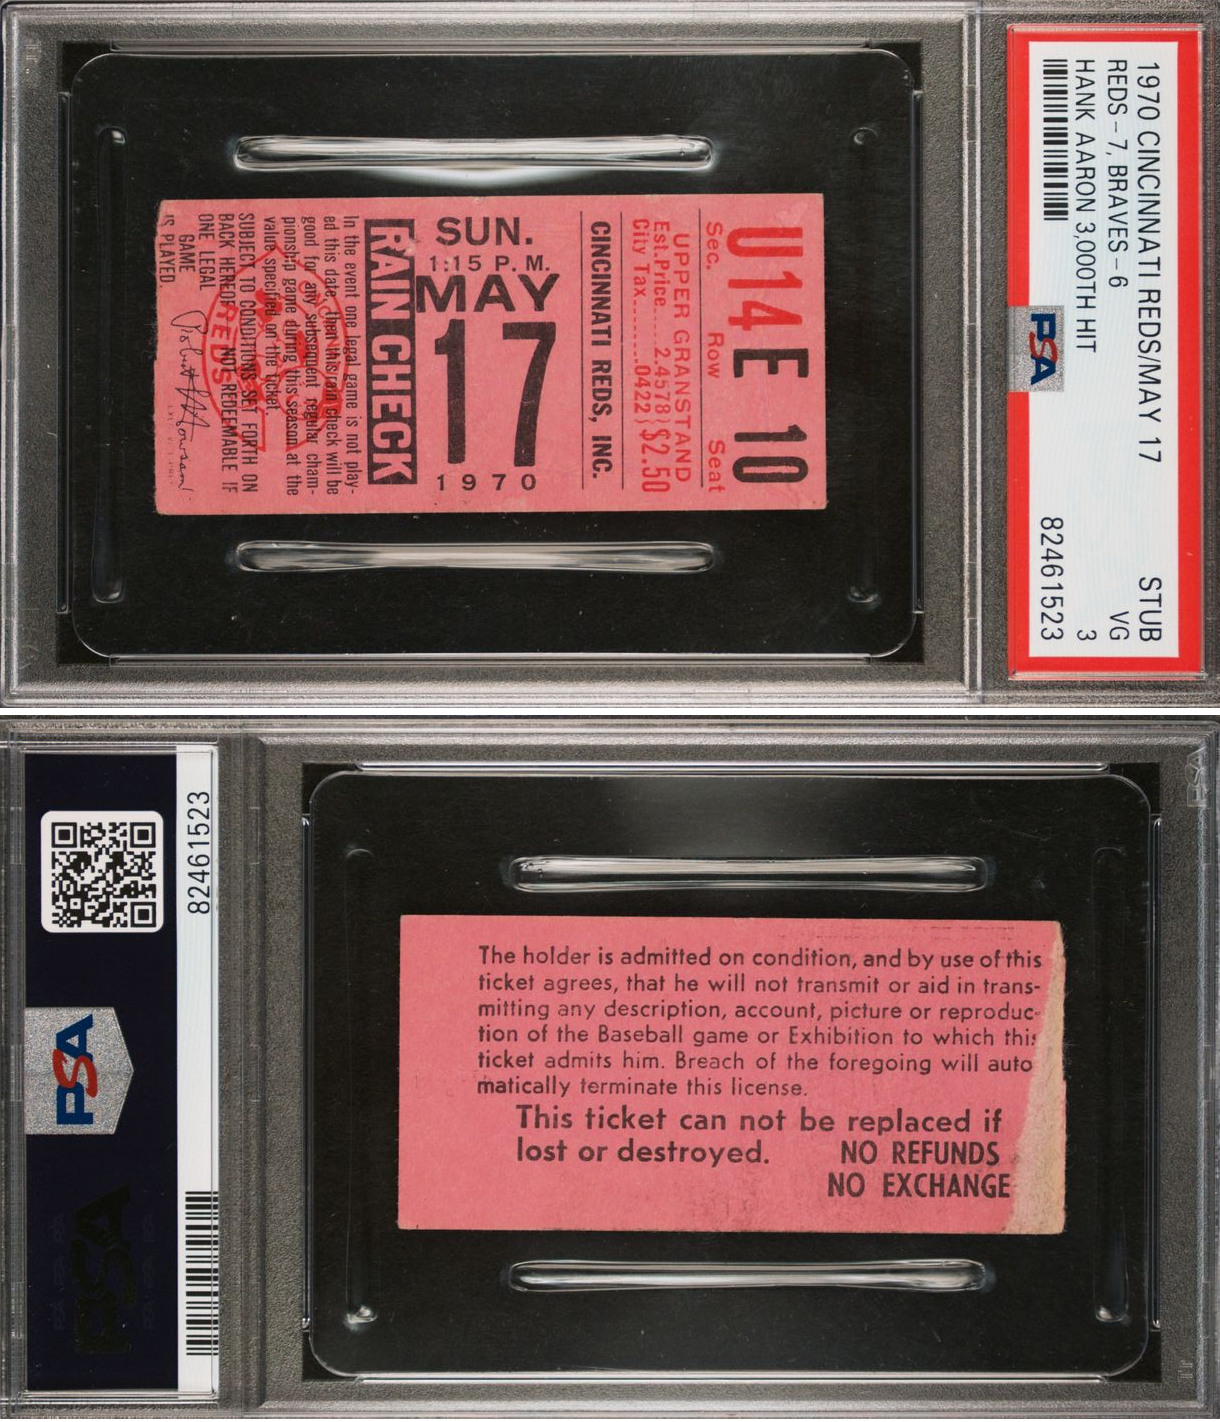 1970 CINCINNATI REDS/MAY 17 STUB
REDS - 7, BRAVES - 6 VG
HANK AARON 3,000TH HIT 3
82461523
PSA
U14 E 10
Sec. Row Seat
UPPER GRANSTAND
Est.Price.....2.4578} $2.50
City Tax........0422}
CINCINNATI REDS, INC.
SUN.
1:15 P.M.
MAY
17
1970
RAIN CHECK
In the event one legal game is not play-
ed this date, then this rain check will be
good for any subsequent regular cham-
pionship game during this season at the
value specified on the ticket.
SUBJECT TO CONDITIONS SET FORTH ON
BACK HEREOF - NOT REDEEMABLE IF
ONE LEGAL
GAME
IS PLAYED.
REDS
82461523
PSA
PSA
The holder is admitted on condition, and by use of this
ticket agrees, that he will not transmit or aid in trans-
mitting any description, account, picture or reproduc-
tion of the Baseball game or Exhibition to which this
ticket admits him. Breach of the foregoing will auto
matically terminate this license.
This ticket can not be replaced if
lost or destroyed. NO REFUNDS
NO EXCHANGE